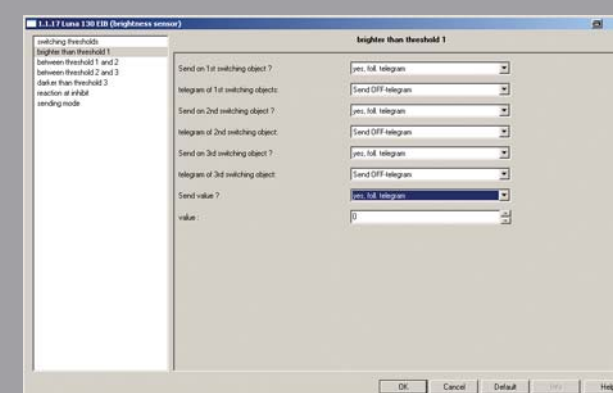 1.1.17 Luna 130 EIB (brightness sensor)
switching thresholds
brighter than threshold 1
between threshold 1 and 2
between threshold 2 and 3
darker than threshold 3
reaction at inhibit
sending mode
brighter than threshold 1
Send on 1st switching object ? yes, foll. telegram
telegram of 1st switching objects: Send OFF-telegram
Send on 2nd switching object ? yes, foll. telegram
telegram of 2nd switching object: Send OFF-telegram
Send on 3rd switching object ? yes, foll. telegram
telegram of 3rd switching object: Send OFF-telegram
Send value ? yes, foll. telegram
value : 0
OK Cancel Default Help